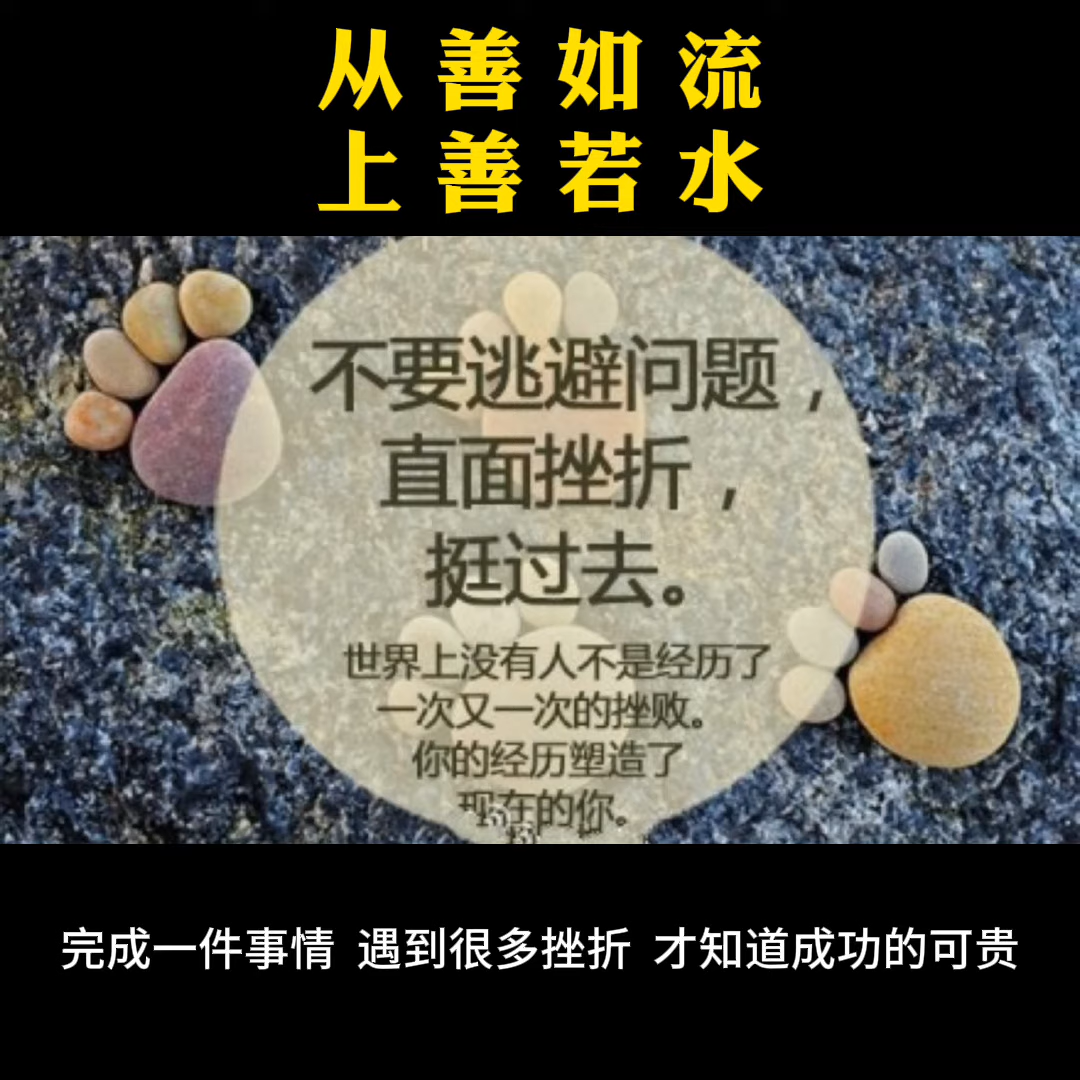 从善如流
上善若水
不要逃避问题，
直面挫折，
挺过去。
世界上没有人不是经历了
一次又一次的挫败。
你的经历塑造了
现在的你。
完成一件事情 遇到很多挫折 才知道成功的可贵